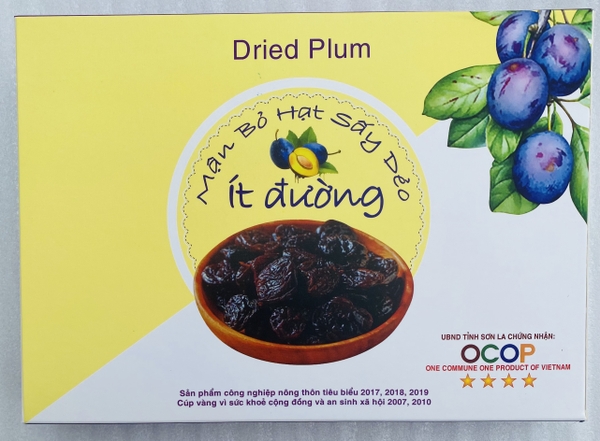 Dried Plum
Mận Bỏ Hạt Sấy Dẻo
ít đường
UBND TỈNH SƠN LA CHỨNG NHẬN:
OCOP
ONE COMMUNE ONE PRODUCT OF VIETNAM
Sản phẩm công nghiệp nông thôn tiêu biểu 2017, 2018, 2019
Cúp vàng vì sức khoẻ cộng đồng và an sinh xã hội 2007, 2010